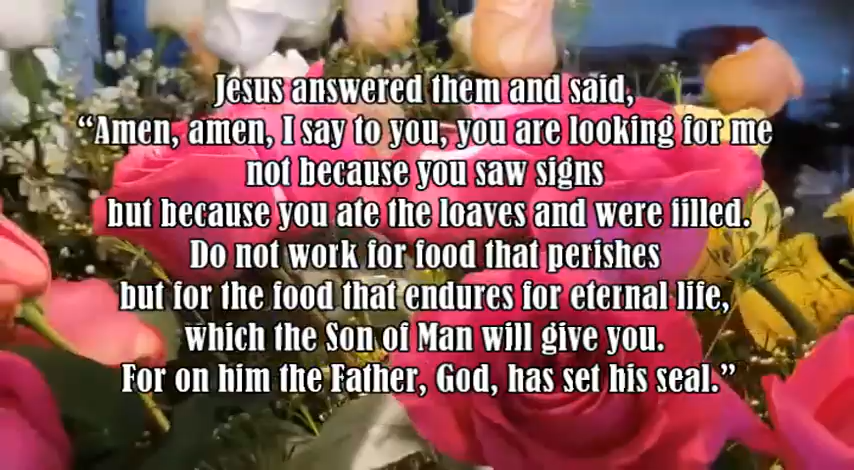 Jesus answered them and said,
“Amen, amen, I say to you, you are looking for me
not because you saw signs
but because you ate the loaves and were filled.
Do not work for food that perishes
but for the food that endures for eternal life,
which the Son of Man will give you.
For on him the Father, God, has set his seal.”